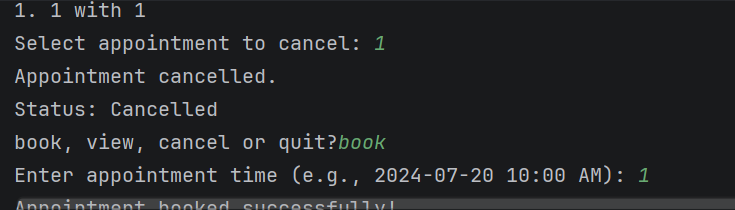 1. 1 with 1
Select appointment to cancel: 1
Appointment cancelled.
Status: Cancelled
book, view, cancel or quit?book
Enter appointment time (e.g., 2024-07-20 10:00 AM): 1
Appointment booked successfully!